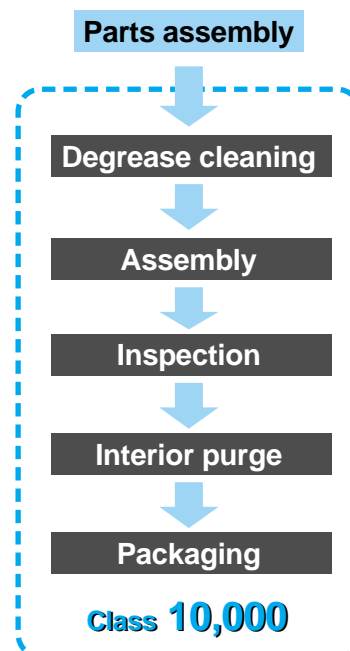 Parts assembly
Degrease cleaning
Assembly
Inspection
Interior purge
Packaging
Class 10,000